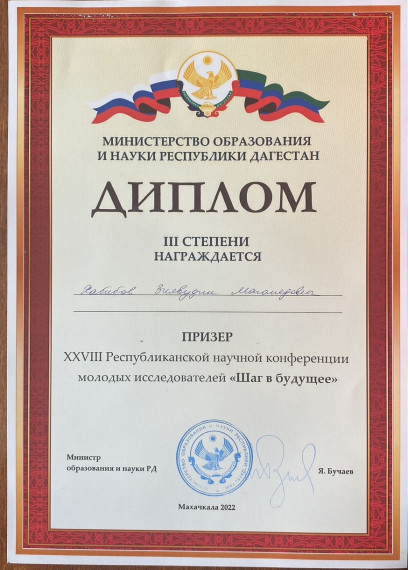 МИНИСТЕРСТВО ОБРАЗОВАНИЯ
И НАУКИ РЕСПУБЛИКИ ДАГЕСТАН
ДИПЛОМ
III СТЕПЕНИ
НАГРАЖДАЕТСЯ
Хабибов
ПРИЗЕР
XXVIII Республиканской научной конференции
молодых исследователей «Шаг в будущее»
Министр
образования и науки РД
Я. Бучаев
Махачкала 2022